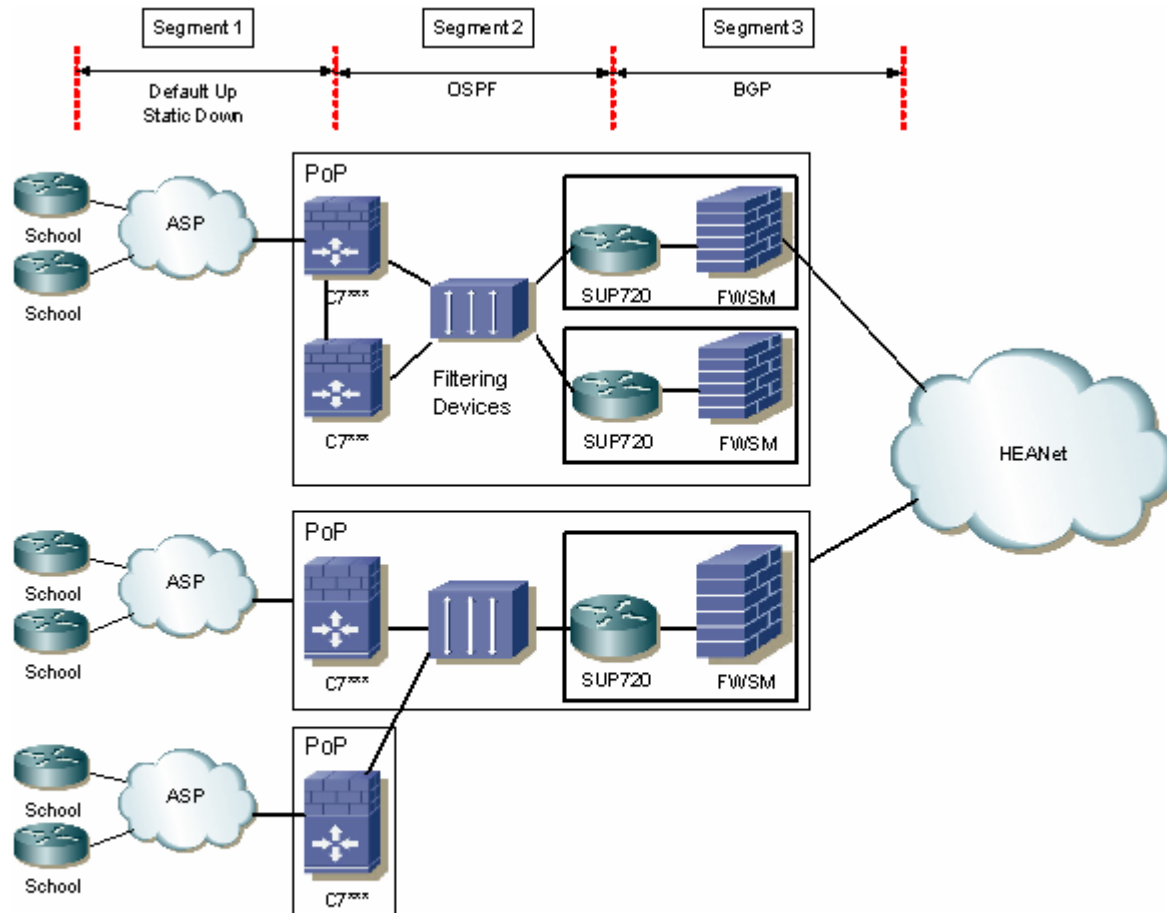 Segment 1
Segment 2
Segment 3
Default Up
Static Down
OSPF
BGP
PoP
School
School
ASP
C7***
C7***
Filtering
Devices
SUP720
FWSM
SUP720
FWSM
HEANet
PoP
School
School
ASP
C7***
SUP720
FWSM
PoP
School
School
ASP
C7***